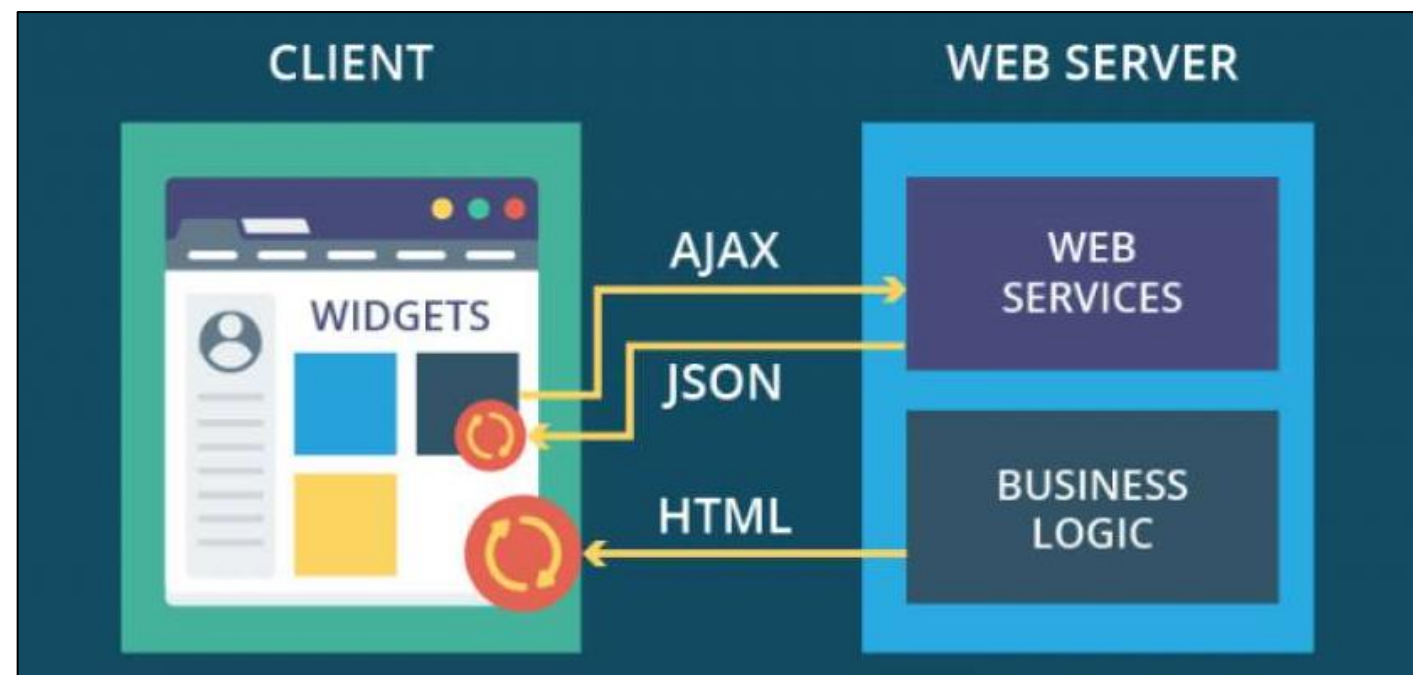 CLIENT
WEB SERVER
WIDGETS
AJAX
JSON
HTML
WEB
SERVICES
BUSINESS
LOGIC